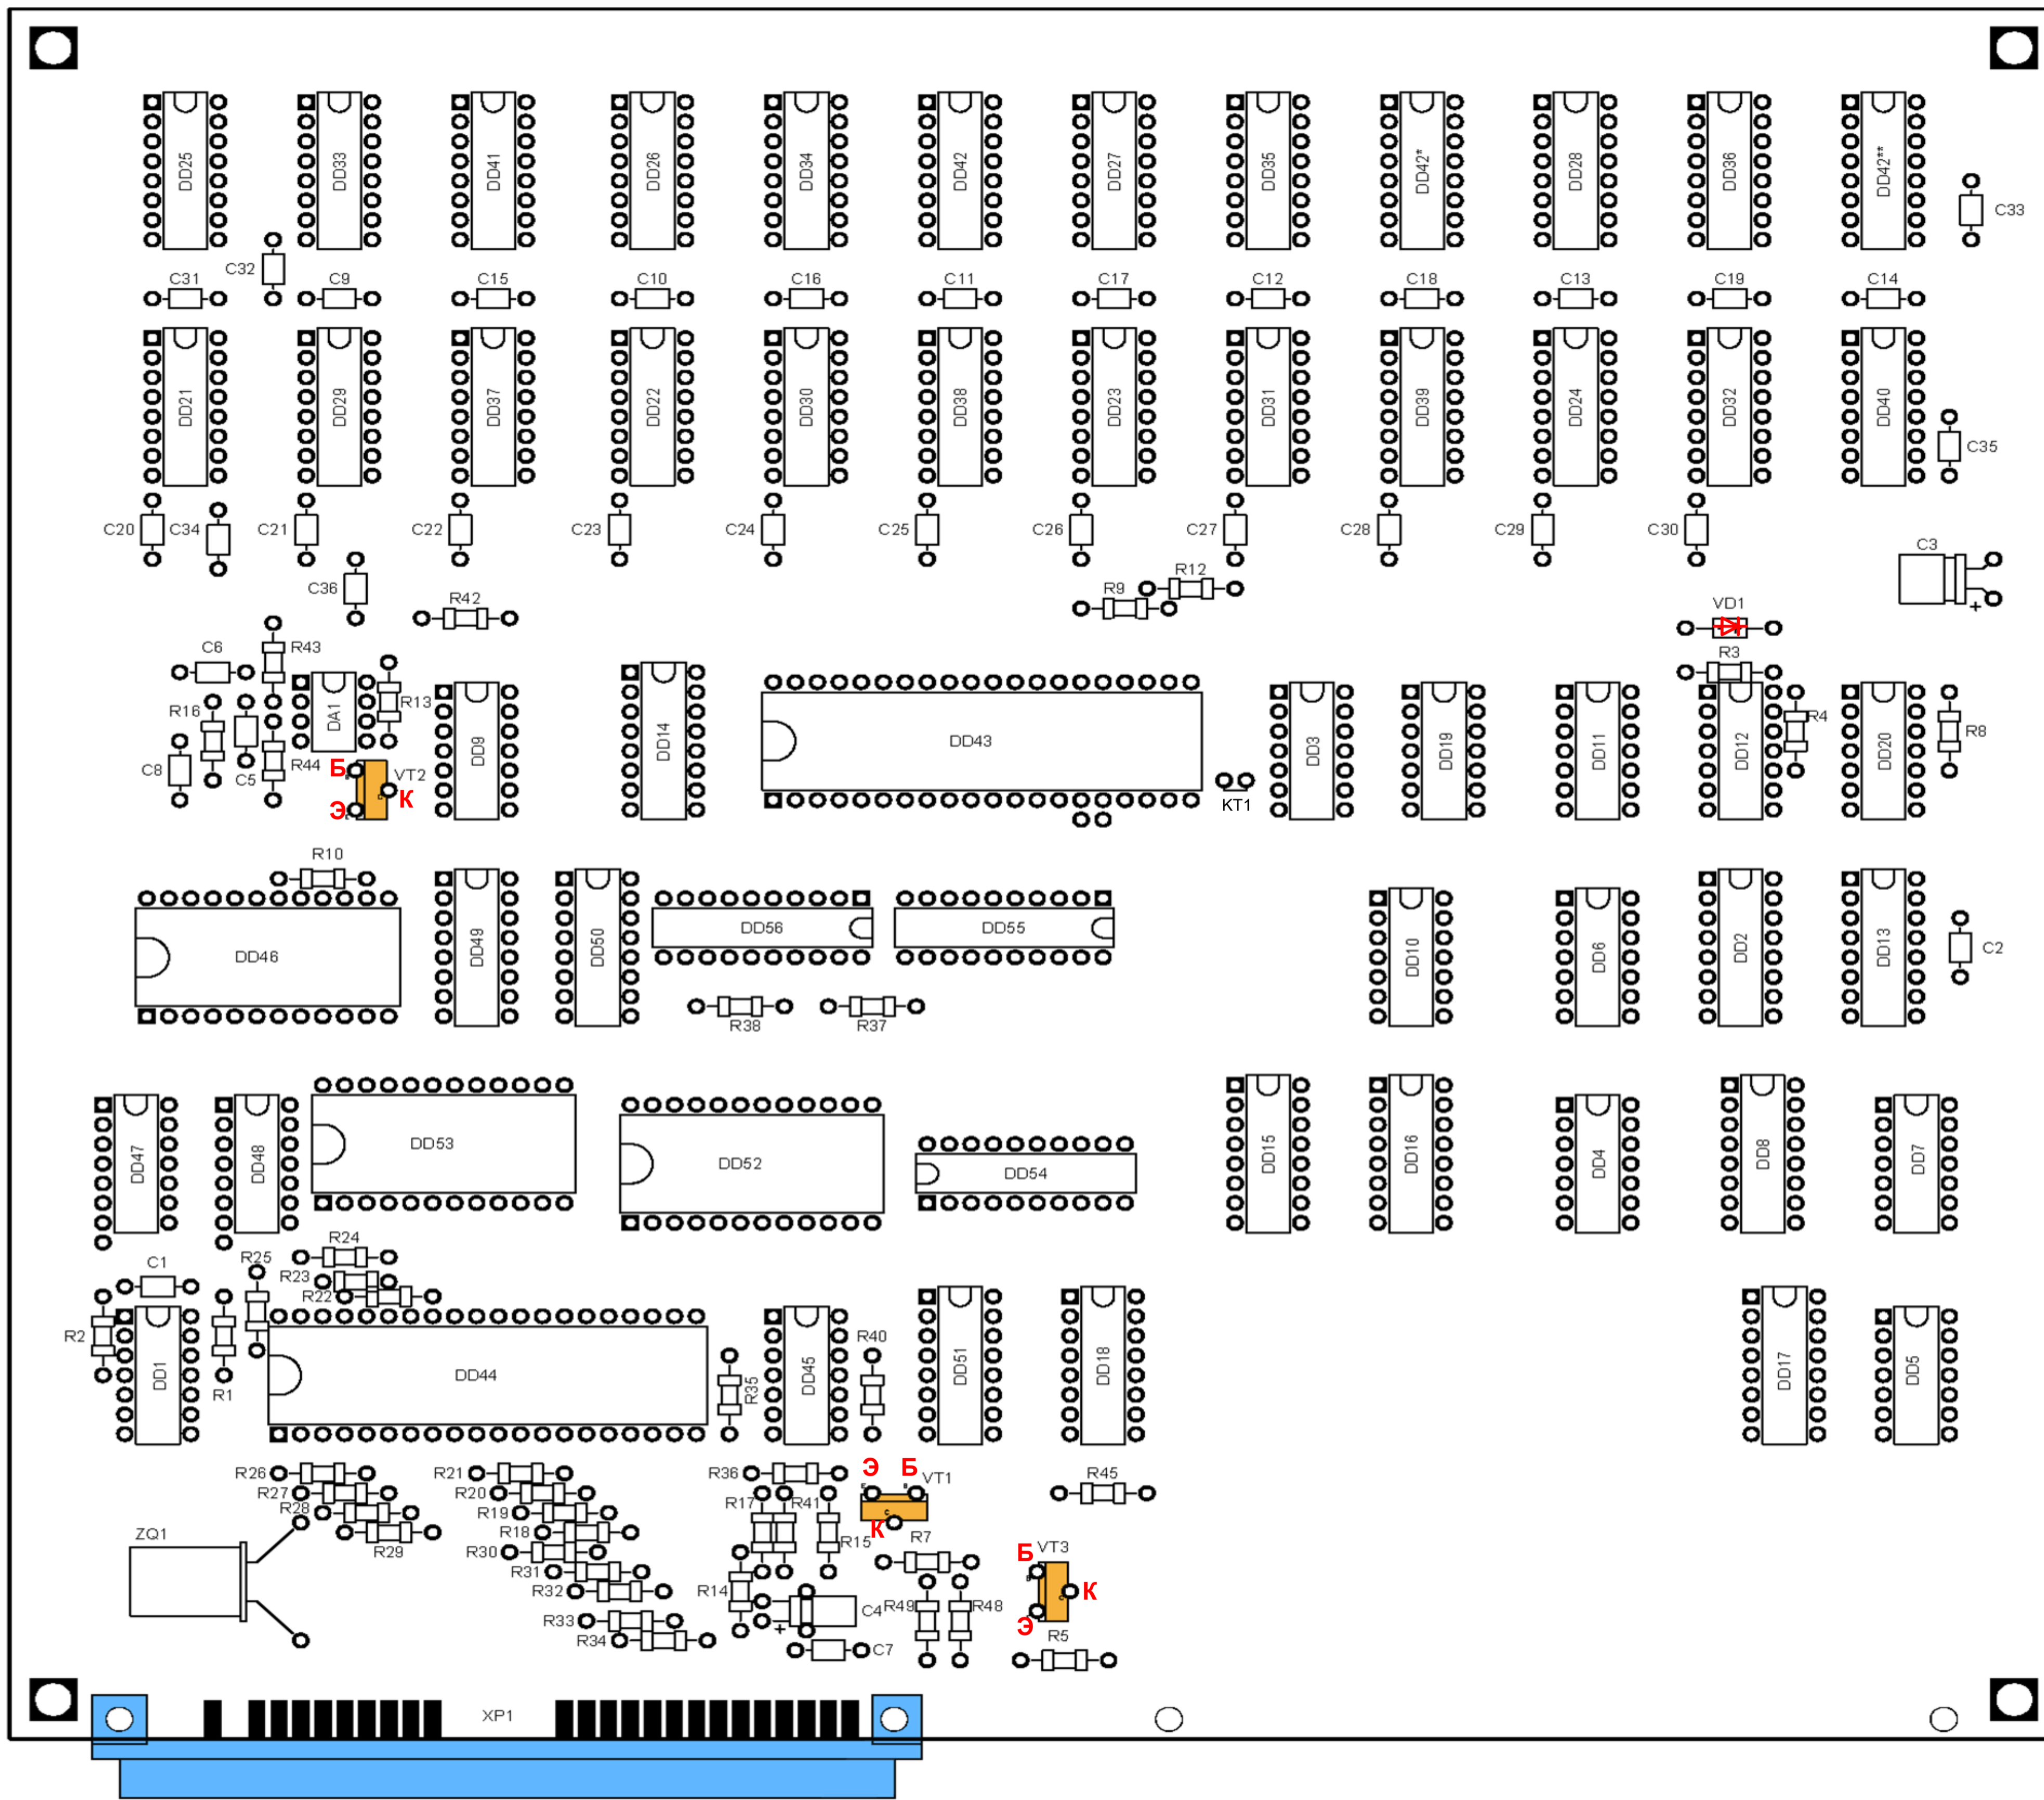 DD25 DD33 DD41 DD26 DD34 DD42 DD27 DD35 DD42* DD28 DD36 DD42**
C33
C32
C31 C9 C15 C10 C16 C11 C17 C12 C18 C13 C19 C14
DD21 DD29 DD37 DD22 DD30 DD38 DD23 DD31 DD39 DD24 DD32 DD40
C35
C20 C34 C21 C22 C23 C24 C25 C26 C27 C28 C29 C30
C3
+
C36 R42 R9 R12
VD1
C6 R43 R3
R16 DA1 R13 DD9 DD14 DD43 DD3 DD19 DD11 DD12 R4 DD20 R8
C8 C5 R44
Б VT2
Э К
KT1
R10
DD46 DD49 DD50 DD56 DD55 DD10 DD6 DD2 DD13 C2
R38 R37
DD47 DD48 DD53 DD52 DD54 DD15 DD16 DD4 DD8 DD7
R24
C1 R25 R23
R22
R2 DD1 R1 DD44 R35 DD45 R40 DD51 DD18 DD17 DD5
R26 R21 R36 Э Б VT1 R45
R27 R20 R17 R41
R28 R19 К
ZQ1 R29 R18 R15 R7
R30 Б VT3
R31 R14 К
R32 C4 R49 R48
+ Э
R33 R5
R34 C7
XP1